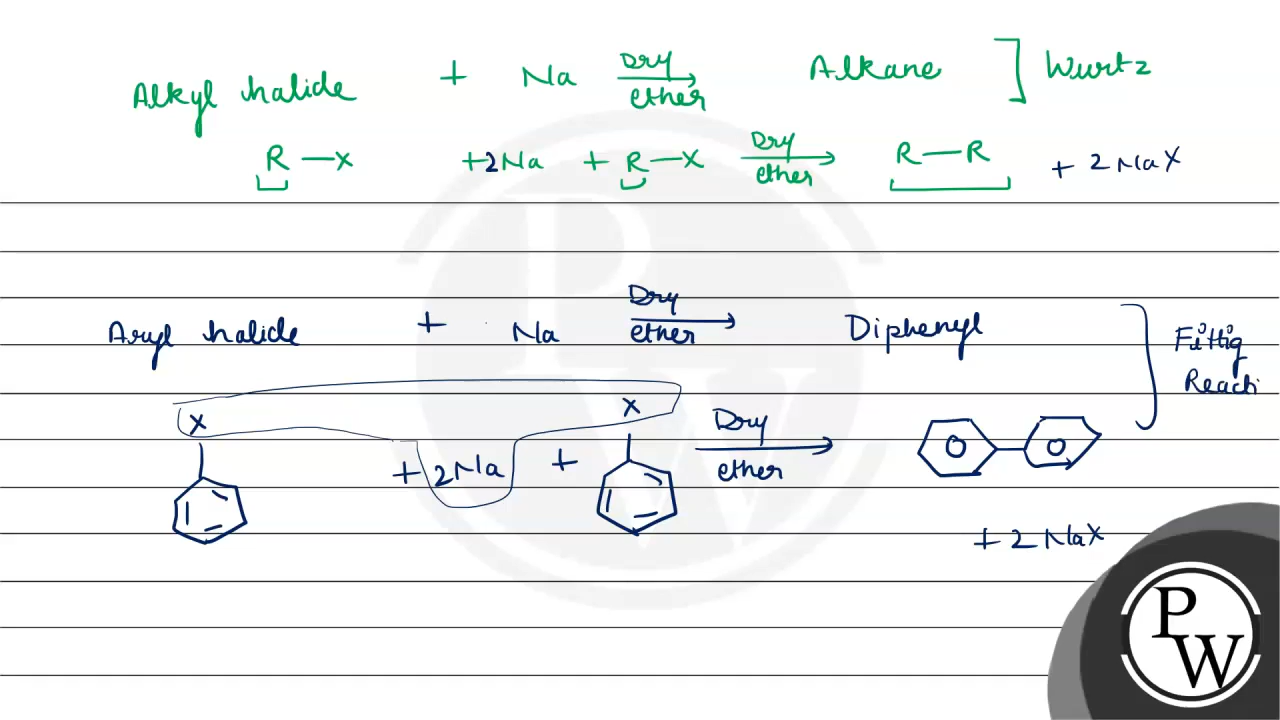 Alkyl halide + Na Dry ether → Alkane ] Wurtz
R—X +2Na + R—X Dry ether → R—R + 2NaX
Aryl halide + Na Dry ether → Diphenyl ] Fittig
Reacti
X + 2Na + X Dry ether →
+ 2NaX
PW